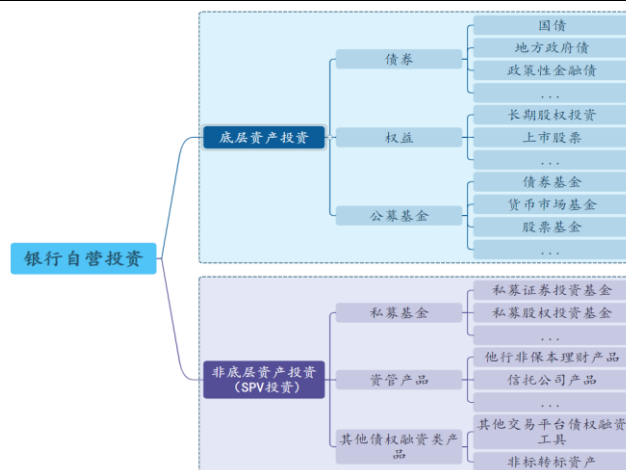 银行自营投资
底层资产投资
债券
国债
地方政府债
政策性金融债
...
权益
长期股权投资
上市股票
...
公募基金
债券基金
货币市场基金
股票基金
...
非底层资产投资
(SPV投资)
私募基金
私募证券投资基金
私募股权投资基金
...
资管产品
他行非保本理财产品
信托公司产品
...
其他债权融资类产
品
其他交易平台债权融资
工具
非标转标资产